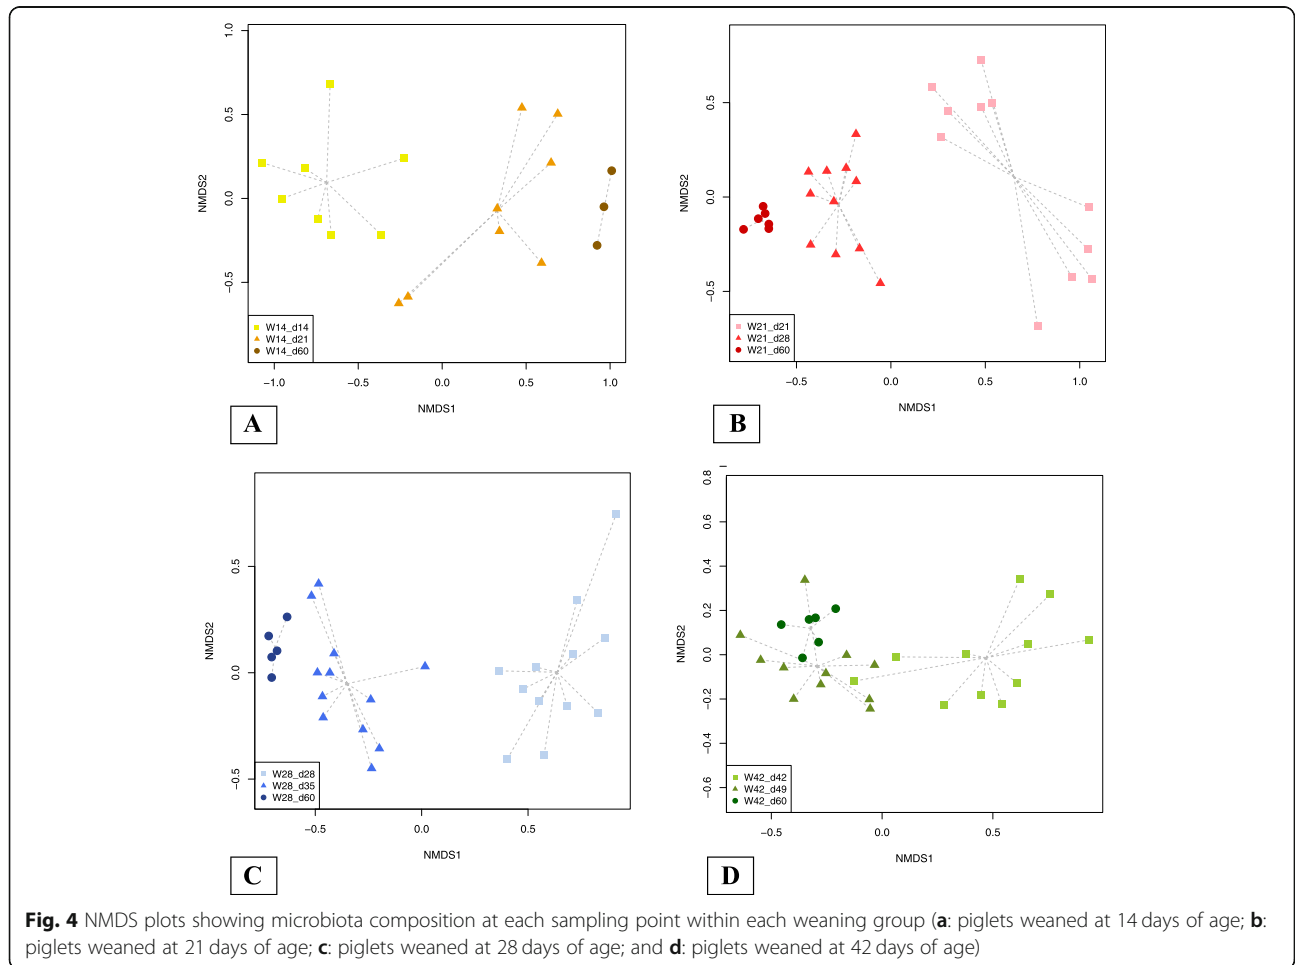 1.0
0.5
0.0
−0.5
NMDS2
W14_d14
W14_d21
W14_d60
−1.0 −0.5 0.0 0.5 1.0
NMDS1
A
0.5
0.0
−0.5
NMDS2
W21_d21
W21_d28
W21_d60
−0.5 0.0 0.5 1.0
NMDS1
B
0.5
0.0
−0.5
NMDS2
W28_d28
W28_d35
W28_d60
−0.5 0.0 0.5
NMDS1
C
0.8
0.6
0.4
0.2
0.0
−0.2
−0.4
−0.6
NMDS2
W42_d42
W42_d49
W42_d60
−0.5 0.0 0.5
NMDS1
D
Fig. 4 NMDS plots showing microbiota composition at each sampling point within each weaning group (a: piglets weaned at 14 days of age; b:
piglets weaned at 21 days of age; c: piglets weaned at 28 days of age; and d: piglets weaned at 42 days of age)